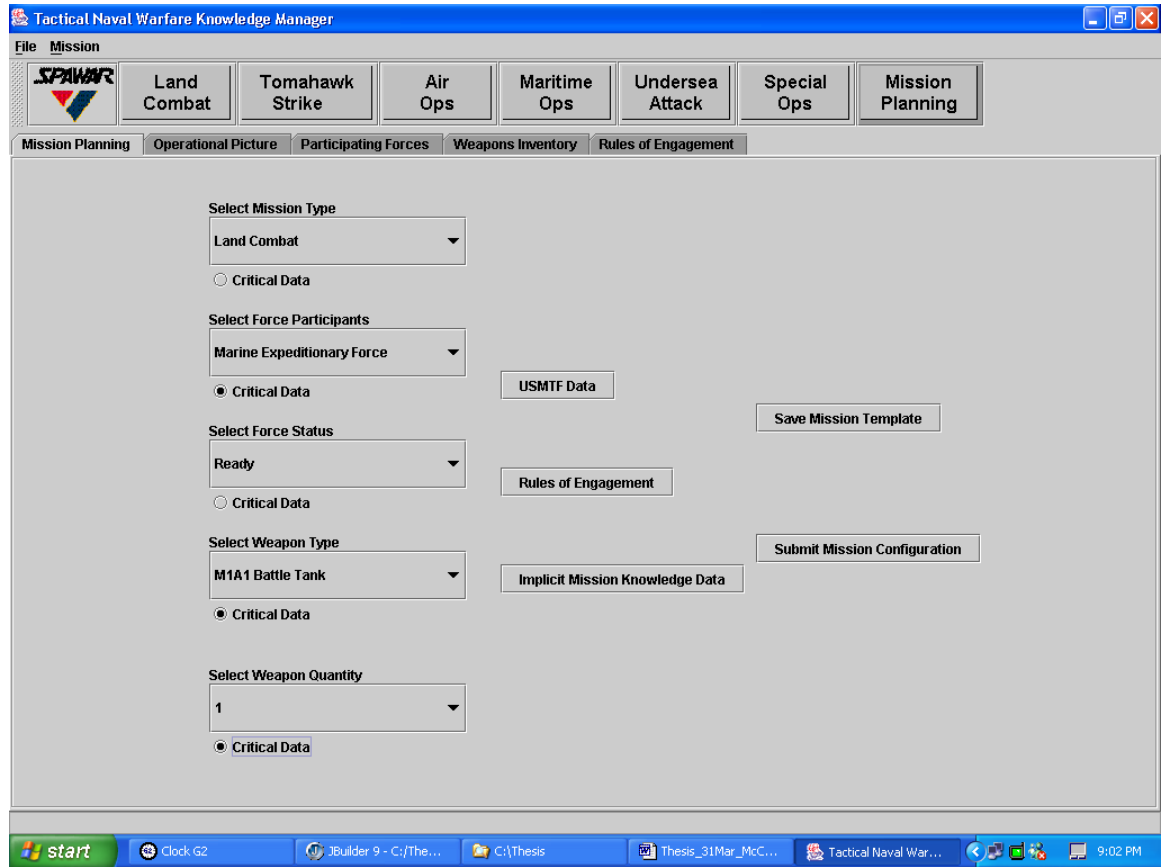 Tactical Naval Warfare Knowledge Manager
File Mission
SPAWAR
Land
Combat
Tomahawk
Strike
Air
Ops
Maritime
Ops
Undersea
Attack
Special
Ops
Mission
Planning
Mission Planning Operational Picture Participating Forces Weapons Inventory Rules of Engagement
Select Mission Type
Land Combat
Critical Data
Select Force Participants
Marine Expeditionary Force
Critical Data
USMTF Data
Save Mission Template
Select Force Status
Ready
Rules of Engagement
Critical Data
Select Weapon Type
Submit Mission Configuration
M1A1 Battle Tank
Implicit Mission Knowledge Data
Critical Data
Select Weapon Quantity
1
Critical Data
start Clock G2 JBuilder 9 - C:/The... C:\Thesis Thesis_31Mar_McC... Tactical Naval War... 9:02 PM